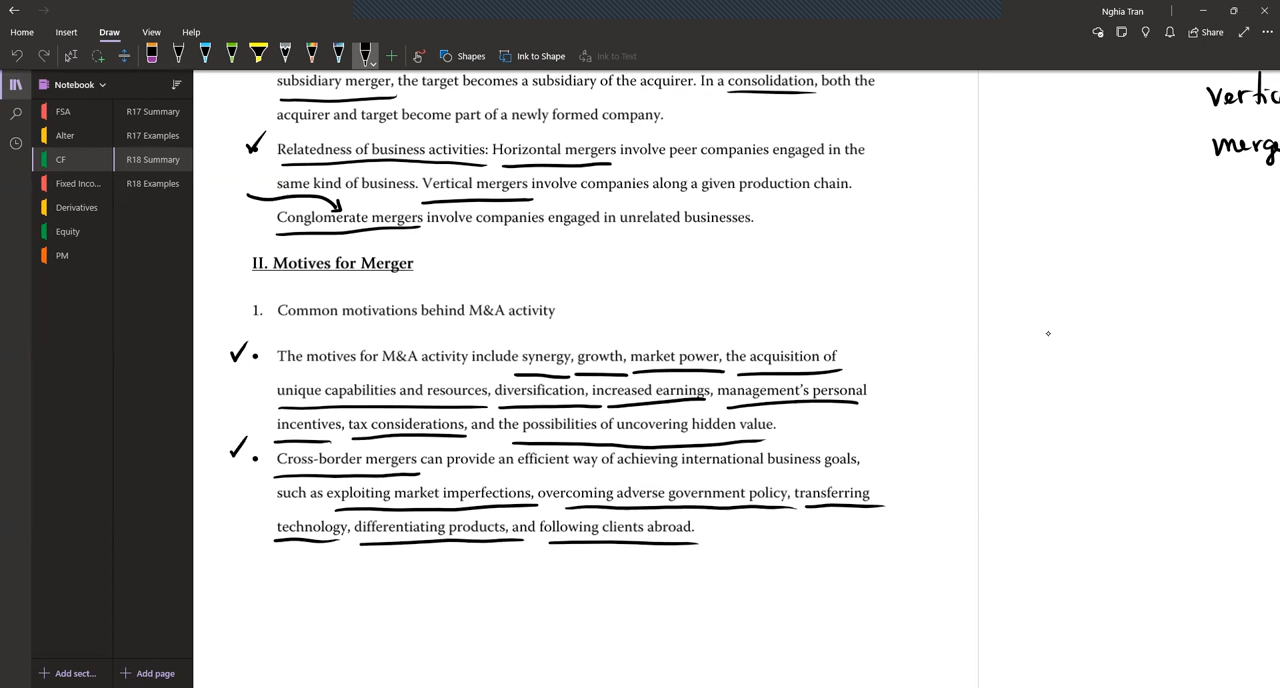 Nghia Tran
Home Insert Draw View Help
Share
Shapes Ink to Shape Ink to Text
Notebook
FSA
Alter
CF
Fixed Inco...
Derivatives
Equity
PM
R17 Summary
R17 Examples
R18 Summary
R18 Examples
subsidiary merger, the target becomes a subsidiary of the acquirer. In a consolidation, both the
acquirer and target become part of a newly formed company.
Relatedness of business activities: Horizontal mergers involve peer companies engaged in the
same kind of business. Vertical mergers involve companies along a given production chain.
Conglomerate mergers involve companies engaged in unrelated businesses.
II. Motives for Merger
1. Common motivations behind M&A activity
• The motives for M&A activity include synergy, growth, market power, the acquisition of
unique capabilities and resources, diversification, increased earnings, management's personal
incentives, tax considerations, and the possibilities of uncovering hidden value.
• Cross-border mergers can provide an efficient way of achieving international business goals,
such as exploiting market imperfections, overcoming adverse government policy, transferring
technology, differentiating products, and following clients abroad.
vertic
merge
Add sect... Add page